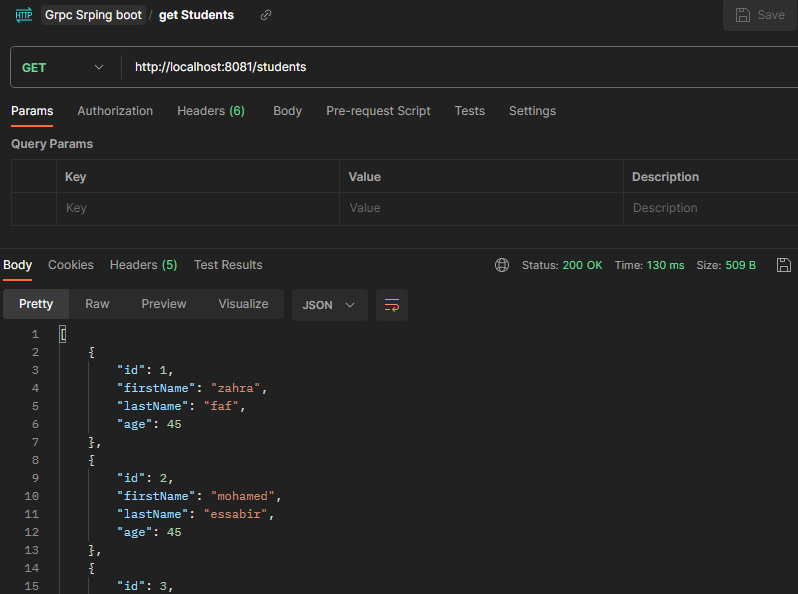 HTTP Grpc Srping boot / get Students Save
GET http://localhost:8081/students
Params Authorization Headers (6) Body Pre-request Script Tests Settings
Query Params
Key Value Description
Key Value Description
Body Cookies Headers (5) Test Results Status: 200 OK Time: 130 ms Size: 509 B
Pretty Raw Preview Visualize JSON
1 [
2 {
3 "id": 1,
4 "firstName": "zahra",
5 "lastName": "faf",
6 "age": 45
7 },
8 {
9 "id": 2,
10 "firstName": "mohamed",
11 "lastName": "essabir",
12 "age": 45
13 },
14 {
15 "id": 3,